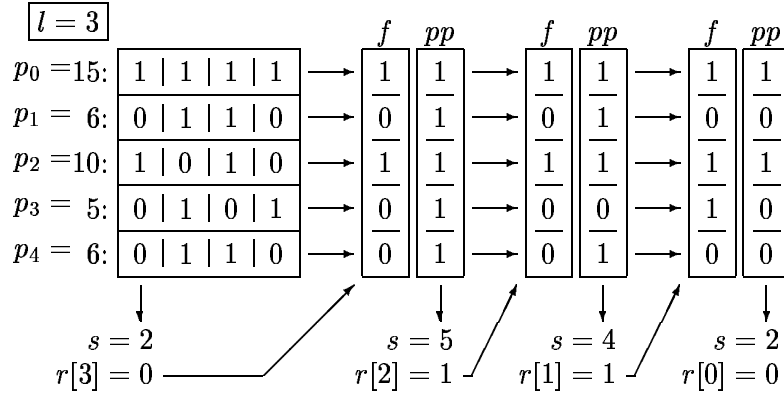 l = 3
f pp f pp f pp
p₀ = 15: 1 | 1 | 1 | 1 1 1 1 1 1 1
p₁ = 6: 0 | 1 | 1 | 0 0 1 0 1 0 0
p₂ = 10: 1 | 0 | 1 | 0 1 1 1 1 1 1
p₃ = 5: 0 | 1 | 0 | 1 0 1 0 0 1 0
p₄ = 6: 0 | 1 | 1 | 0 0 1 0 1 0 0
s = 2 s = 5 s = 4 s = 2
r[3] = 0 r[2] = 1 r[1] = 1 r[0] = 0